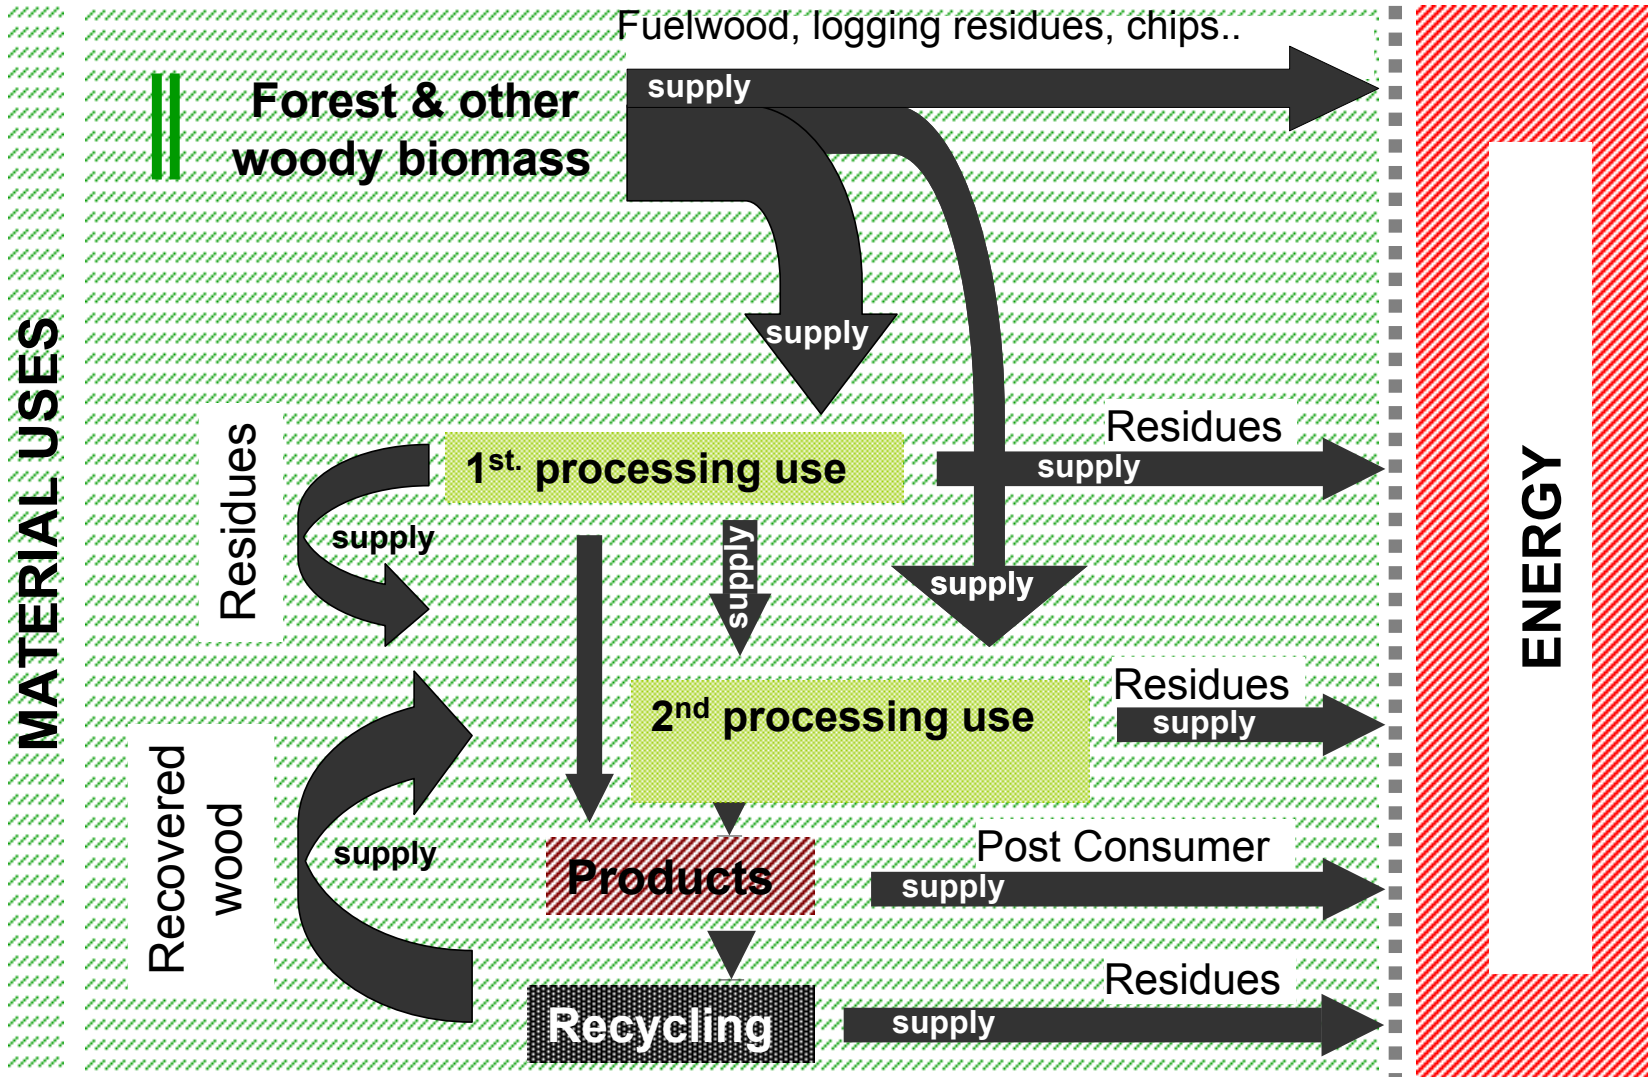 Fuelwood, logging residues, chips..
supply
Forest & other
woody biomass
supply
MATERIAL USES
Residues
supply
1st. processing use
Residues
supply
supply
supply
ENERGY
2nd processing use
Residues
supply
Recovered
wood
supply
Products
Post Consumer
supply
Recycling
Residues
supply